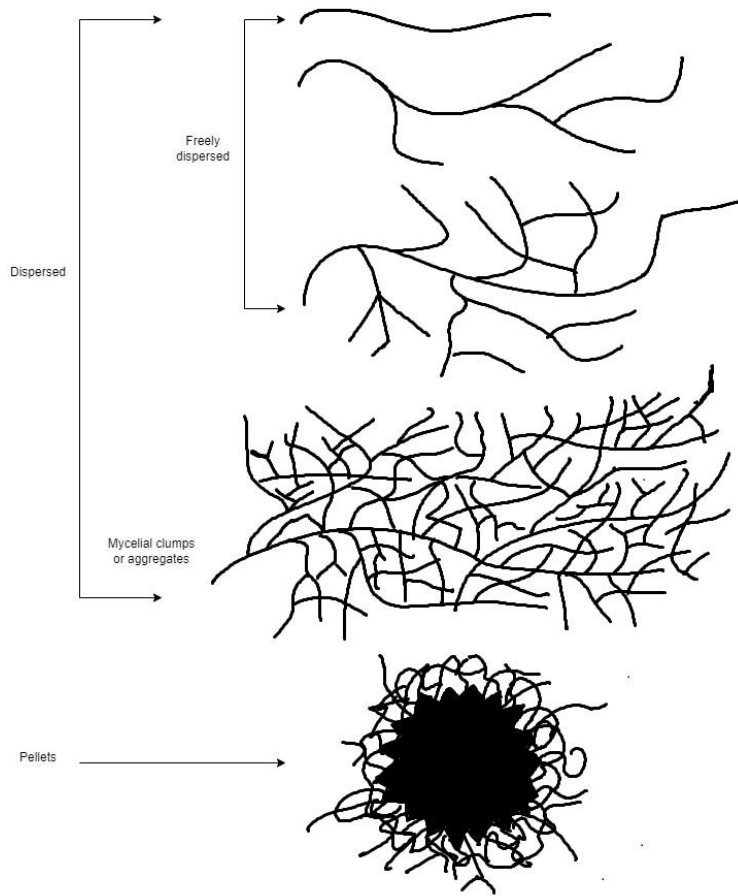 Freely
dispersed
Dispersed
Mycelial clumps
or aggregates
Pellets